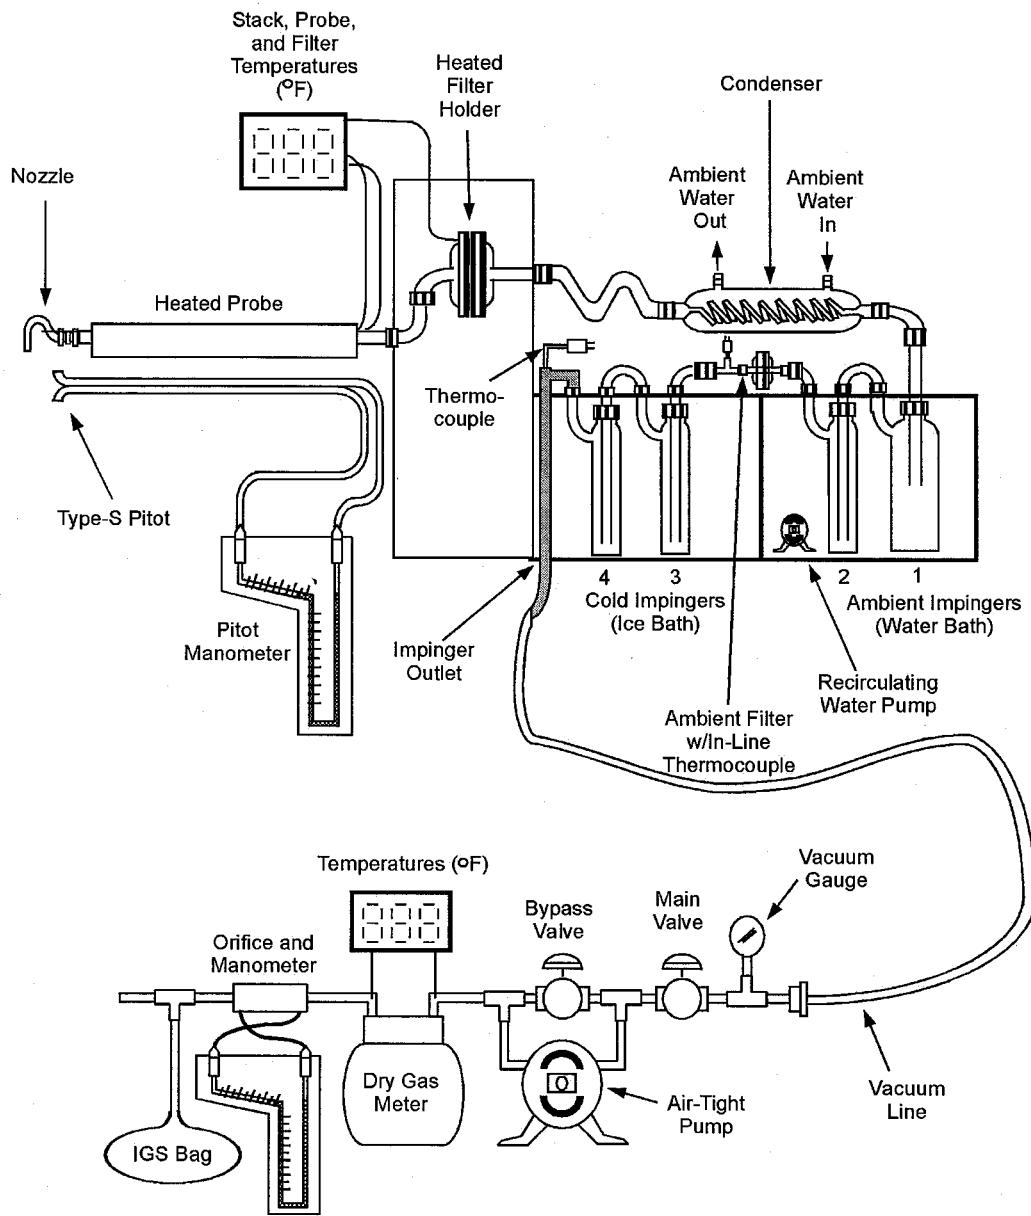 Stack, Probe,
and Filter
Temperatures
(°F)
Heated
Filter
Holder
Condenser
Nozzle
Ambient
Water
Out
Ambient
Water
In
Heated Probe
Thermo-
couple
Type-S Pitot
4
3
2
1
Cold Impingers
(Ice Bath)
Ambient Impingers
(Water Bath)
Pitot
Manometer
Impinger
Outlet
Recirculating
Water Pump
Ambient Filter
w/In-Line
Thermocouple
Temperatures (°F)
Vacuum
Gauge
Bypass
Valve
Main
Valve
Orifice and
Manometer
Dry Gas
Meter
Air-Tight
Pump
Vacuum
Line
IGS Bag